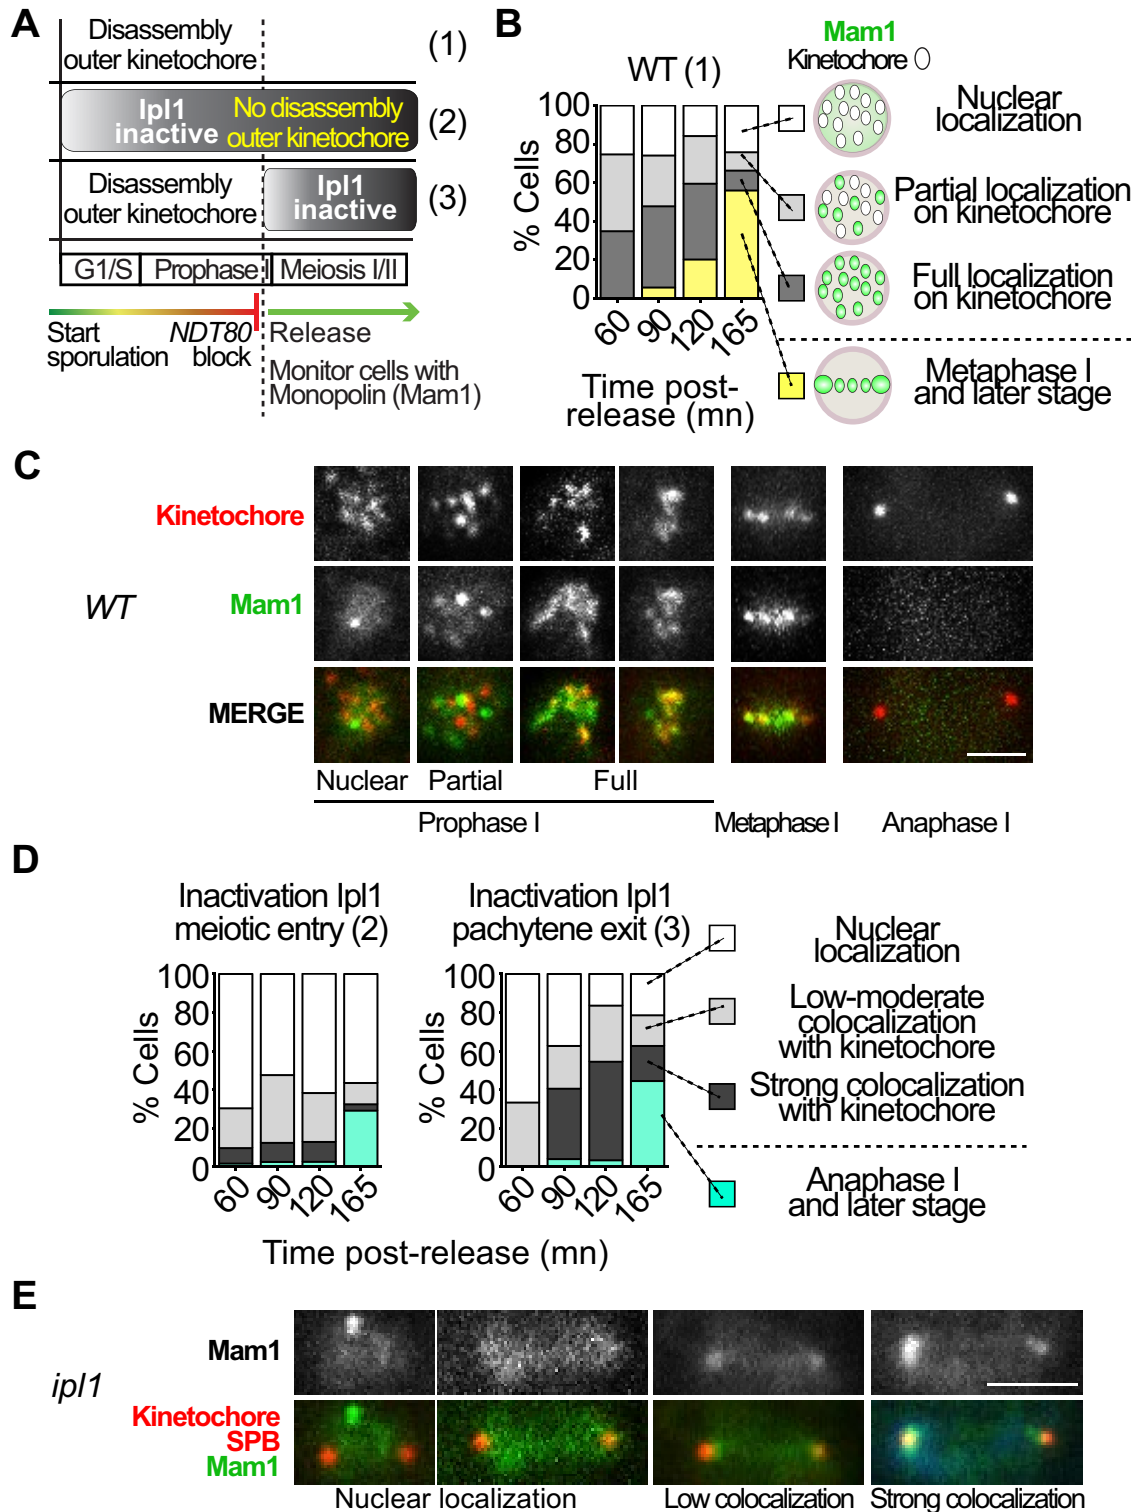 A
Disassembly
outer kinetochore
(1)
Ipl1
inactive
No disassembly
outer kinetochore
(2)
Disassembly
outer kinetochore
Ipl1
inactive
(3)
G1/S
Prophase I
Meiosis I/II
Start
sporulation
NDT80
block
Release
Monitor cells with
Monopolin (Mam1)
B
WT (1)
Mam1
Kinetochore
% Cells
100
80
60
40
20
0
60
90
120
165
Time post-
release (mn)
Nuclear
localization
Partial localization
on kinetochore
Full localization
on kinetochore
Metaphase I
and later stage
C
WT
Kinetochore
Mam1
MERGE
Nuclear
Partial
Full
Prophase I
Metaphase I
Anaphase I
D
Inactivation Ipl1
meiotic entry (2)
% Cells
100
80
60
40
20
0
60
90
120
165
Inactivation Ipl1
pachytene exit (3)
% Cells
100
80
60
40
20
0
60
90
120
165
Time post-release (mn)
Nuclear
localization
Low-moderate
colocalization
with kinetochore
Strong colocalization
with kinetochore
Anaphase I
and later stage
E
ipl1
Mam1
Kinetochore
SPB
Mam1
Nuclear localization
Low colocalization
Strong colocalization